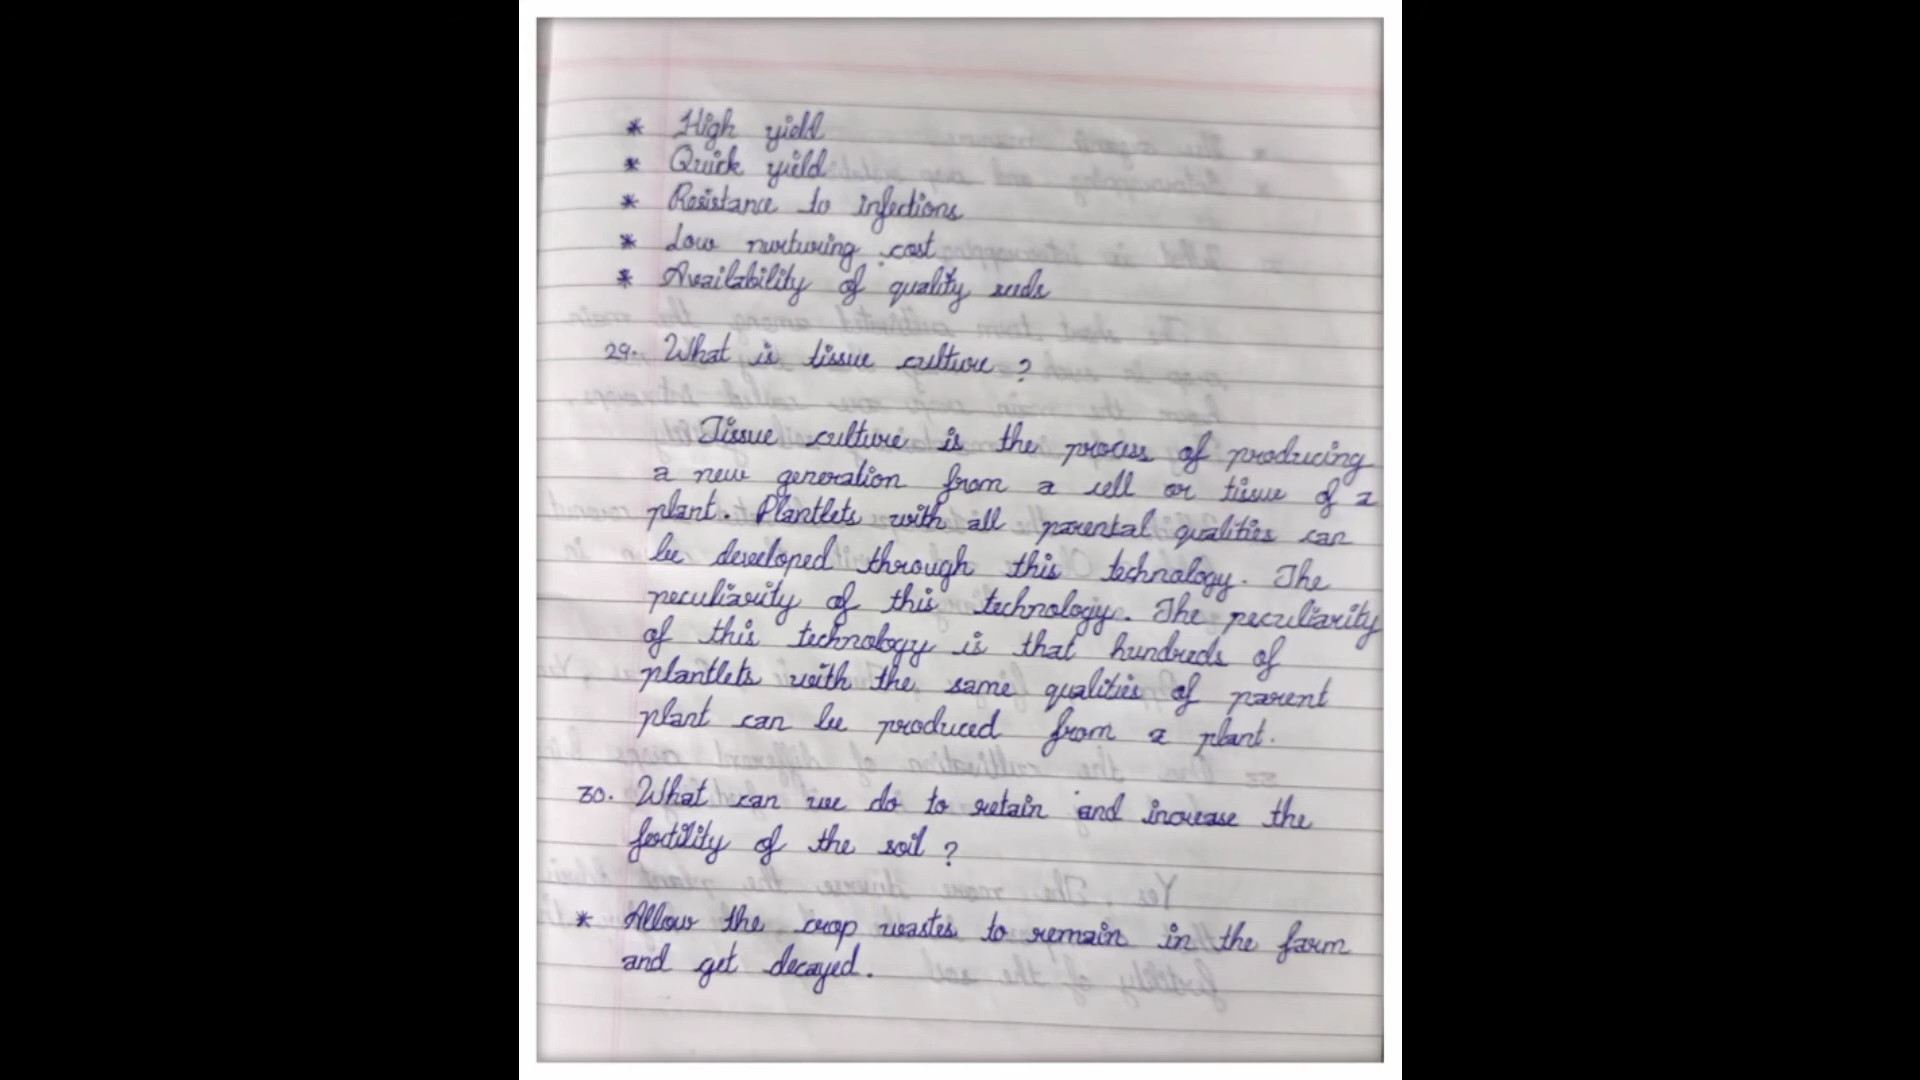 * High yield
* Quick yield
* Resistance to infections
* Low nurturing cost
* Availability of quality seeds
29. What is tissue culture ?
Tissue culture is the process of producing
a new generation from a cell or tissue of a
plant. Plantlets with all parental qualities can
be developed through this technology. The
peculiarity of this technology. The peculiarity
of this technology is that hundreds of
plantlets with the same qualities of parent
plant can be produced from a plant.
30. What can we do to retain and increase the
fertility of the soil ?
* Allow the crop wastes to remain in the farm
and get decayed.